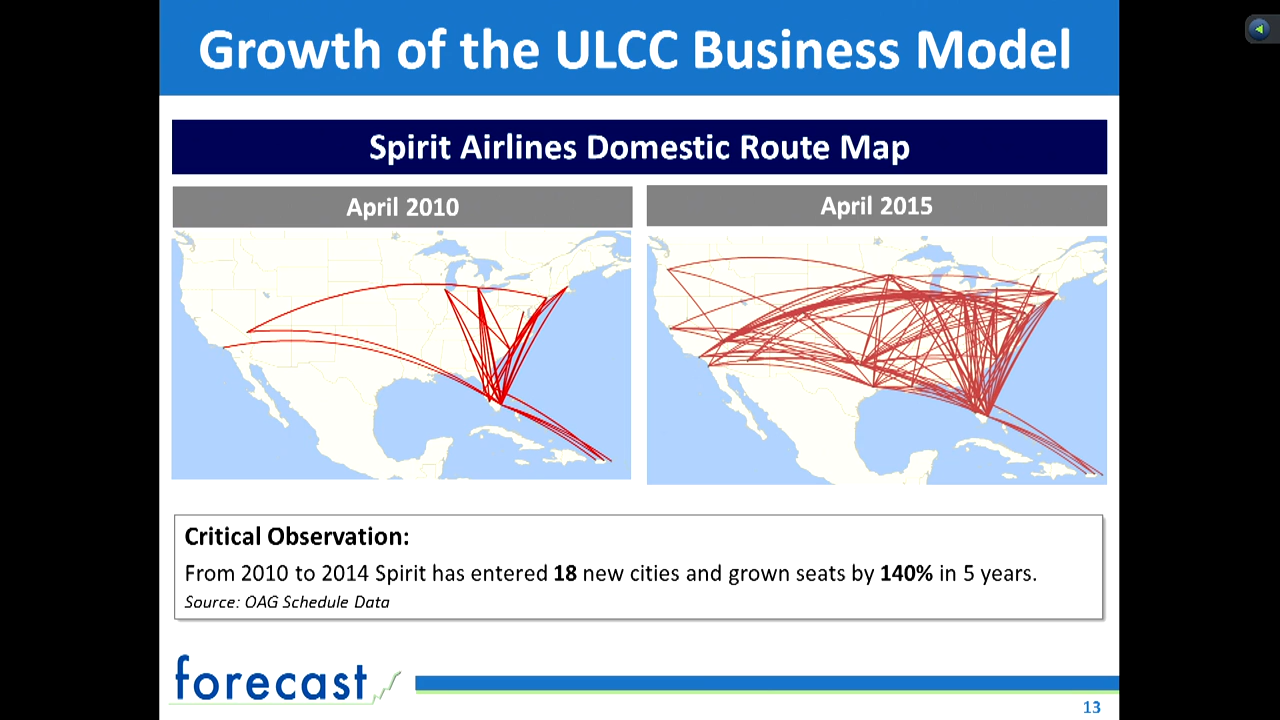 Growth of the ULCC Business Model
Spirit Airlines Domestic Route Map
April 2010
April 2015
Critical Observation:
From 2010 to 2014 Spirit has entered 18 new cities and grown seats by 140% in 5 years.
Source: OAG Schedule Data
forecast
13